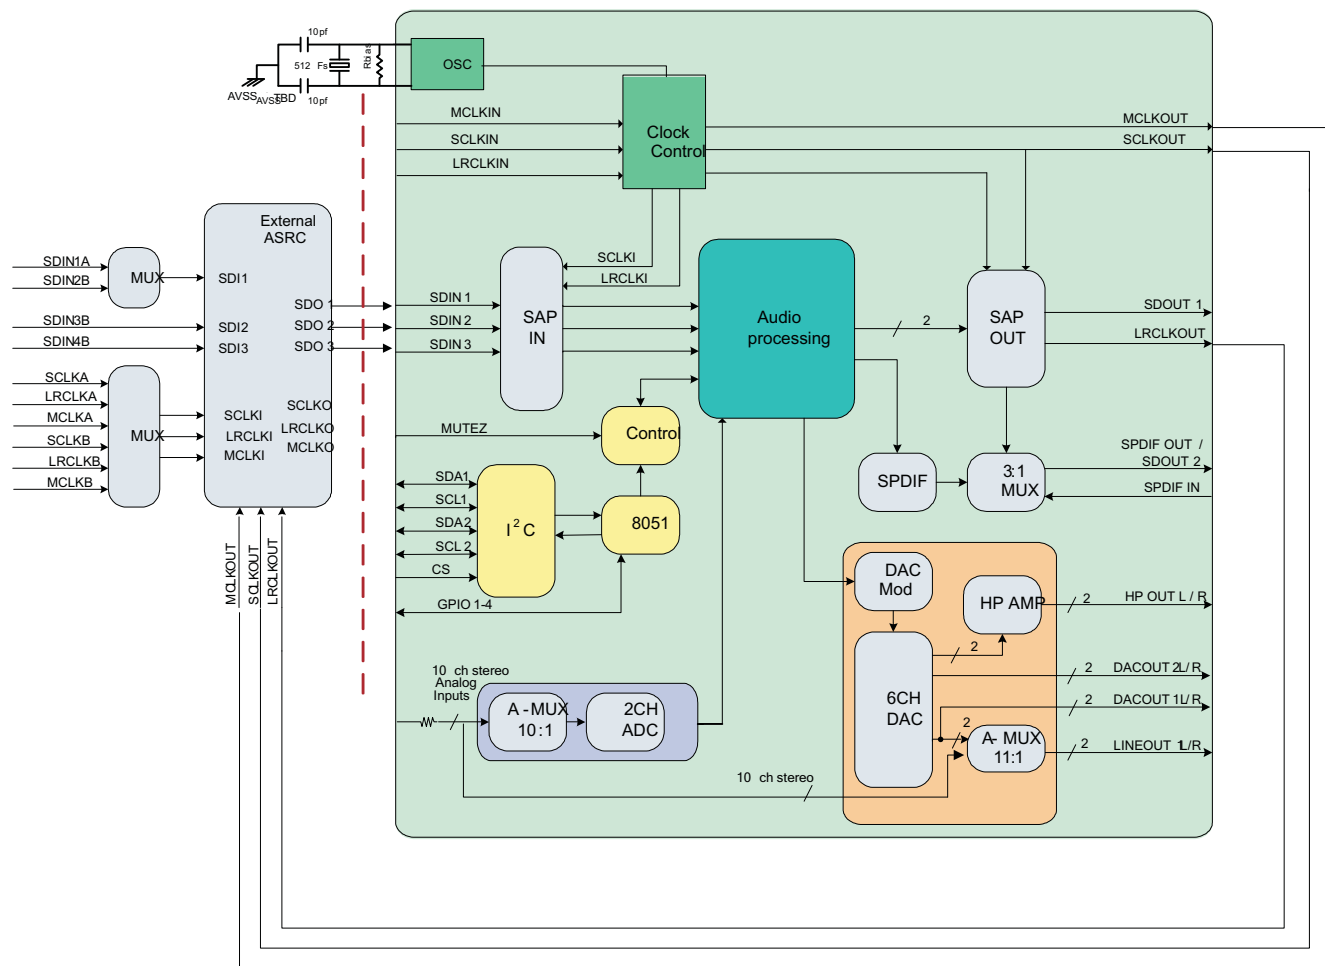 10pf
512 Fs
Rbias
OSC
AVSS
AVSS
TBD
10pf
MCLKIN
SCLKIN
LRCLKIN
Clock
Control
MCLKOUT
SCLKOUT
External
ASRC
SDIN1A
SDIN2B
MUX
SDI1
SDIN3B
SDIN4B
SDI2
SDI3
SDO 1
SDO 2
SDO 3
SCLKA
LRCLKA
MCLKA
SCLKB
LRCLKB
MCLKB
MUX
SCLKI
LRCLKI
MCLKI
SCLKO
LRCLKO
MCLKO
MCLKOUT
SCLKOUT
LRCLKOUT
SDIN 1
SDIN 2
SDIN 3
SAP
IN
SCLKI
LRCLKI
Audio
processing
2
SAP
OUT
SDOUT 1
LRCLKOUT
MUTEZ
Control
SDA1
SCL1
SDA2
SCL 2
CS
GPIO 1-4
I2C
8051
SPDIF
3:1
MUX
SPDIF OUT /
SDOUT 2
SPDIF IN
DAC
Mod
HP AMP
2
HP OUT L / R
2
6CH
DAC
2
DACOUT 2L/R
2
DACOUT 1L/R
2
A- MUX
11:1
2
LINEOUT 1L/R
10 ch stereo
Analog
Inputs
A -MUX
10:1
2CH
ADC
10 ch stereo